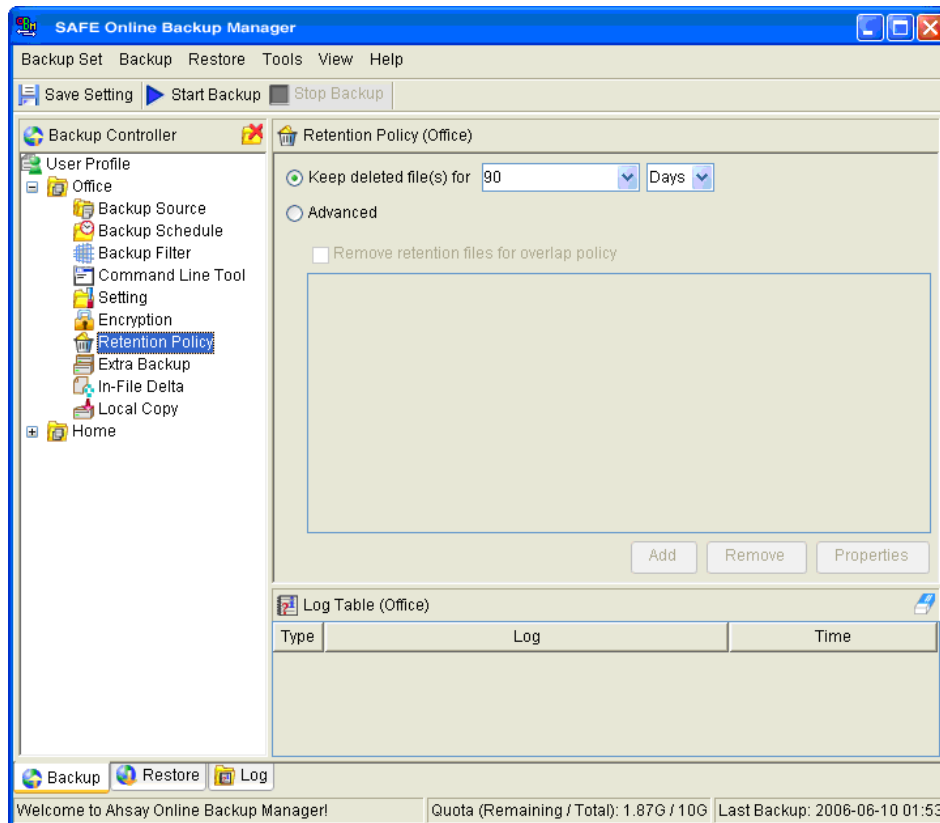 SAFE Online Backup Manager
Backup Set Backup Restore Tools View Help
Save Setting Start Backup Stop Backup
Backup Controller
User Profile
Office
Backup Source
Backup Schedule
Backup Filter
Command Line Tool
Setting
Encryption
Retention Policy
Extra Backup
In-File Delta
Local Copy
Home
Retention Policy (Office)
Keep deleted file(s) for 90 Days
Advanced
Remove retention files for overlap policy
Add Remove Properties
Log Table (Office)
Type Log Time
Backup Restore Log
Welcome to Ahsay Online Backup Manager! Quota (Remaining / Total): 1.87G / 10G Last Backup: 2006-06-10 01:53